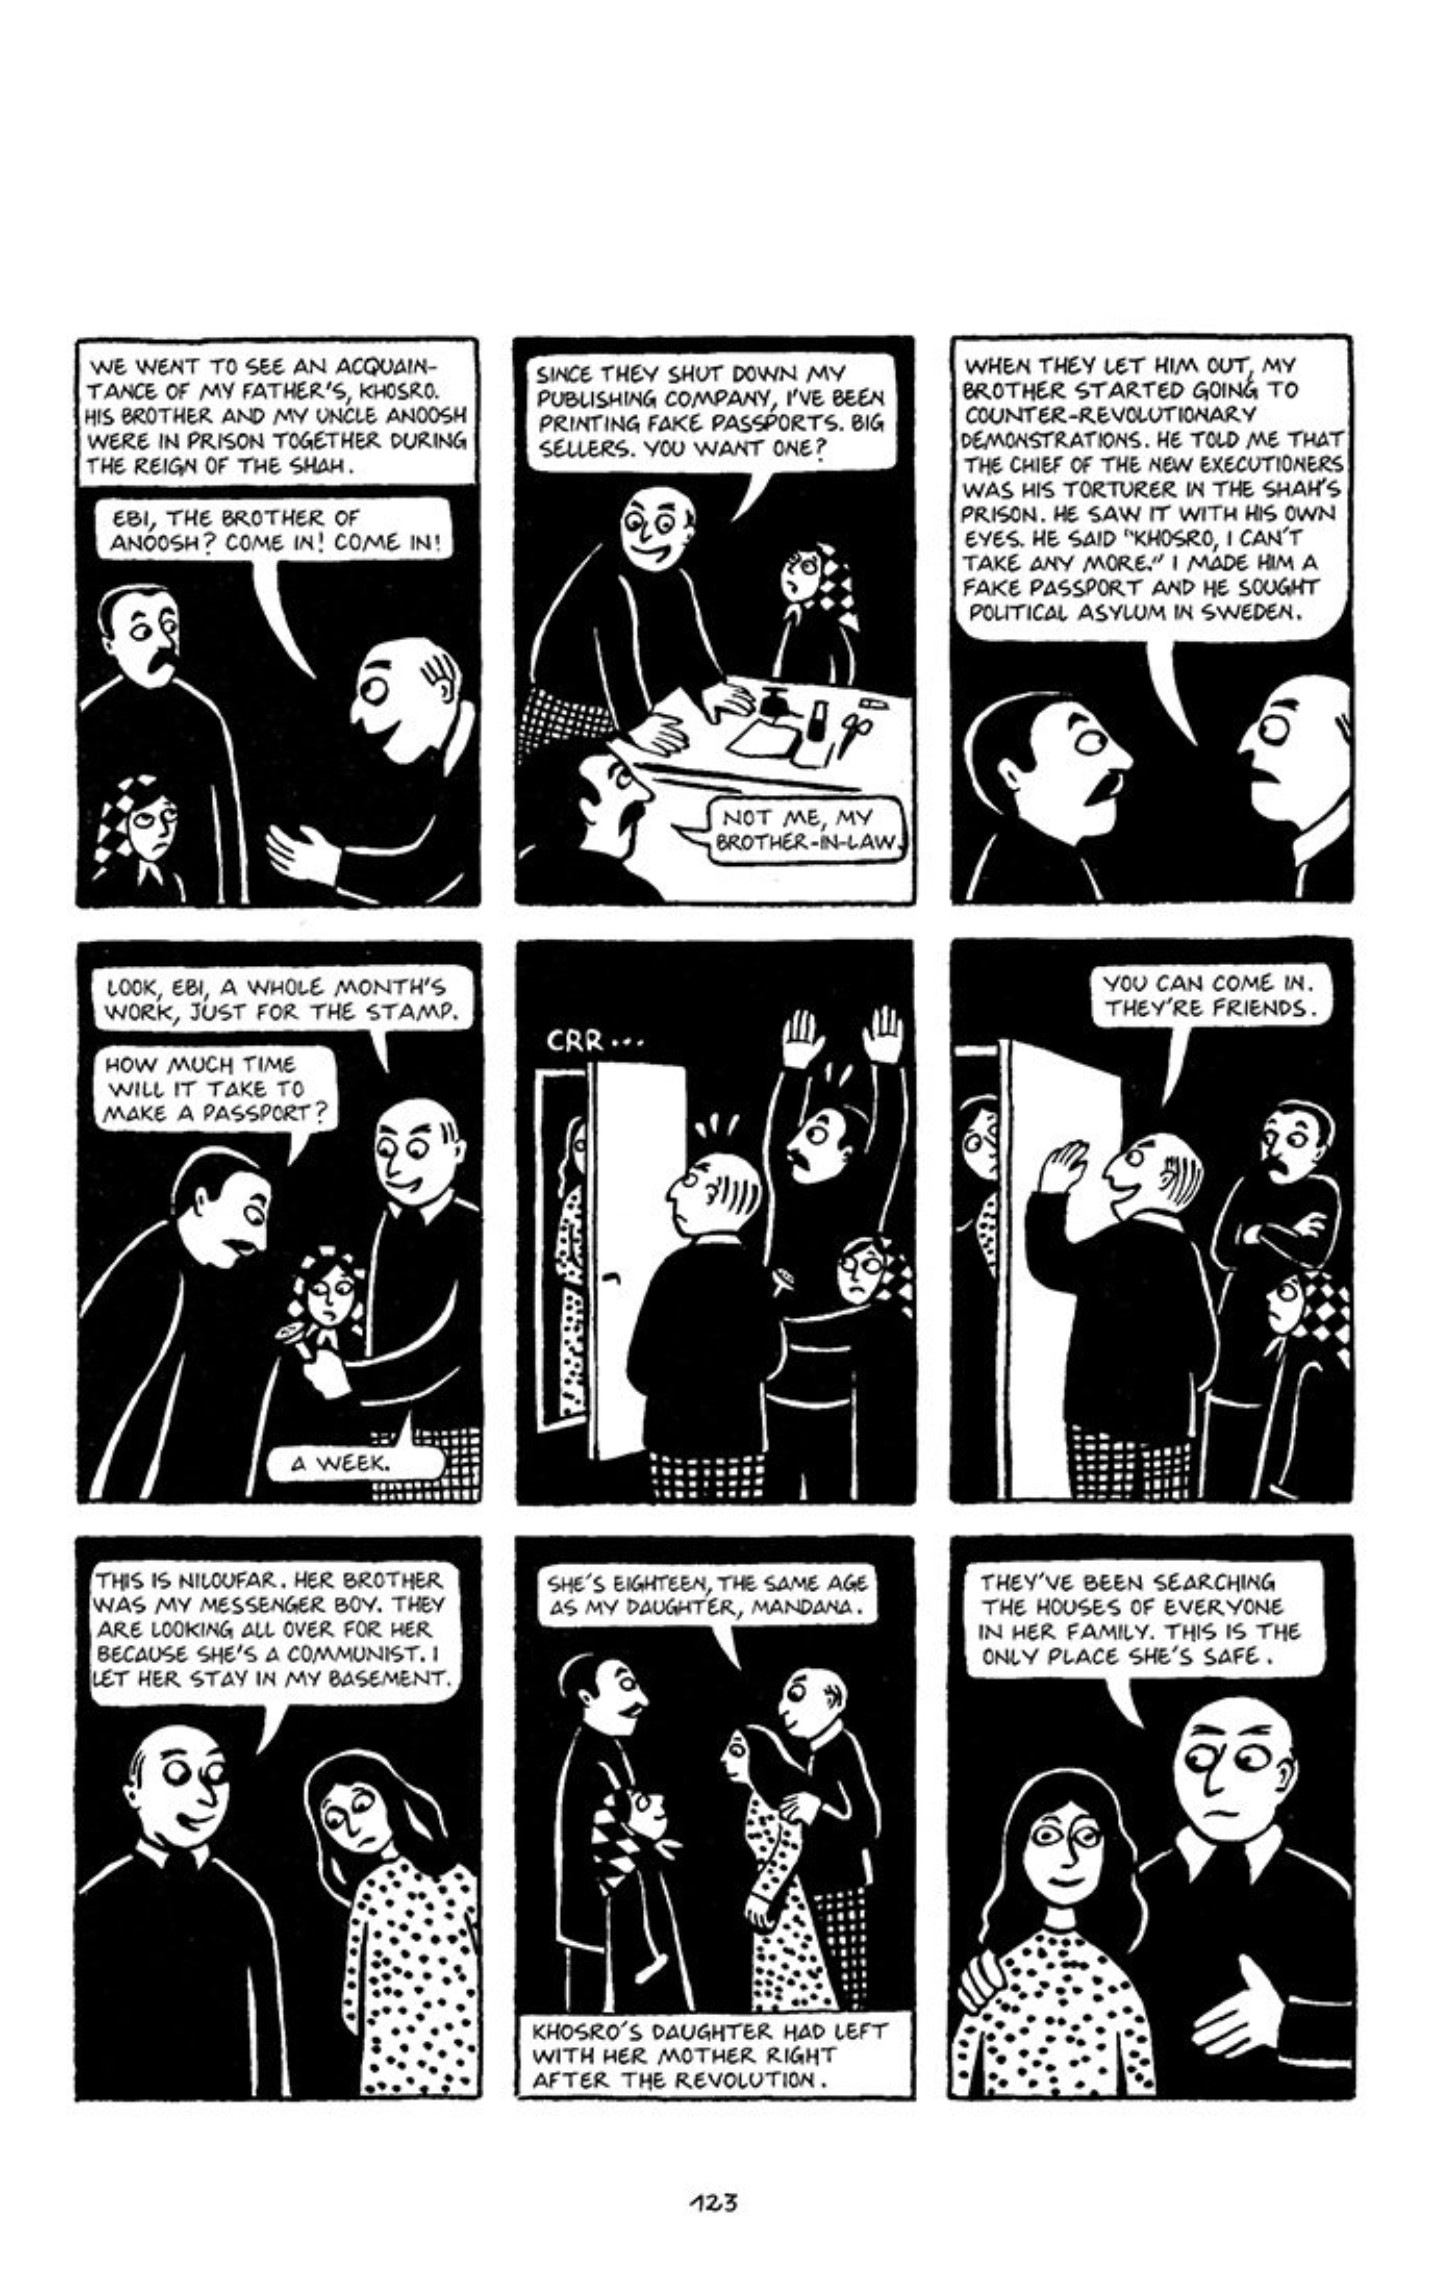 WE WENT TO SEE AN ACQUAIN-
TANCE OF MY FATHER'S, KHOSRO.
HIS BROTHER AND MY UNCLE ANOOSH
WERE IN PRISON TOGETHER DURING
THE REIGN OF THE SHAH.
EBI, THE BROTHER OF
ANOOSH? COME IN! COME IN!
SINCE THEY SHUT DOWN MY
PUBLISHING COMPANY, I'VE BEEN
PRINTING FAKE PASSPORTS. BIG
SELLERS. YOU WANT ONE?
NOT ME, MY
BROTHER-IN-LAW.
WHEN THEY LET HIM OUT, MY
BROTHER STARTED GOING TO
COUNTER-REVOLUTIONARY
DEMONSTRATIONS. HE TOLD ME THAT
THE CHIEF OF THE NEW EXECUTIONERS
WAS HIS TORTURER IN THE SHAH'S
PRISON. HE SAW IT WITH HIS OWN
EYES. HE SAID "KHOSRO, I CAN'T
TAKE ANY MORE." I MADE HIM A
FAKE PASSPORT AND HE SOUGHT
POLITICAL ASYLUM IN SWEDEN.
LOOK, EBI, A WHOLE MONTH'S
WORK, JUST FOR THE STAMP.
HOW MUCH TIME
WILL IT TAKE TO
MAKE A PASSPORT?
A WEEK.
CRR...
YOU CAN COME IN.
THEY'RE FRIENDS.
THIS IS NILOUFAR. HER BROTHER
WAS MY MESSENGER BOY. THEY
ARE LOOKING ALL OVER FOR HER
BECAUSE SHE'S A COMMUNIST. I
LET HER STAY IN MY BASEMENT.
SHE'S EIGHTEEN, THE SAME AGE
AS MY DAUGHTER, MANDANA.
KHOSRO'S DAUGHTER HAD LEFT
WITH HER MOTHER RIGHT
AFTER THE REVOLUTION.
THEY'VE BEEN SEARCHING
THE HOUSES OF EVERYONE
IN HER FAMILY. THIS IS THE
ONLY PLACE SHE'S SAFE.
123